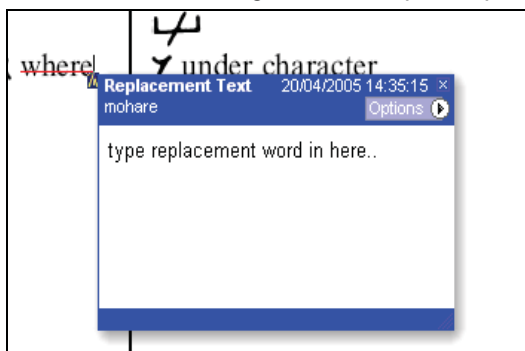 where
under character
Replacement Text 20/04/2005 14:35:15 ×
mohare
Options
type replacement word in here..